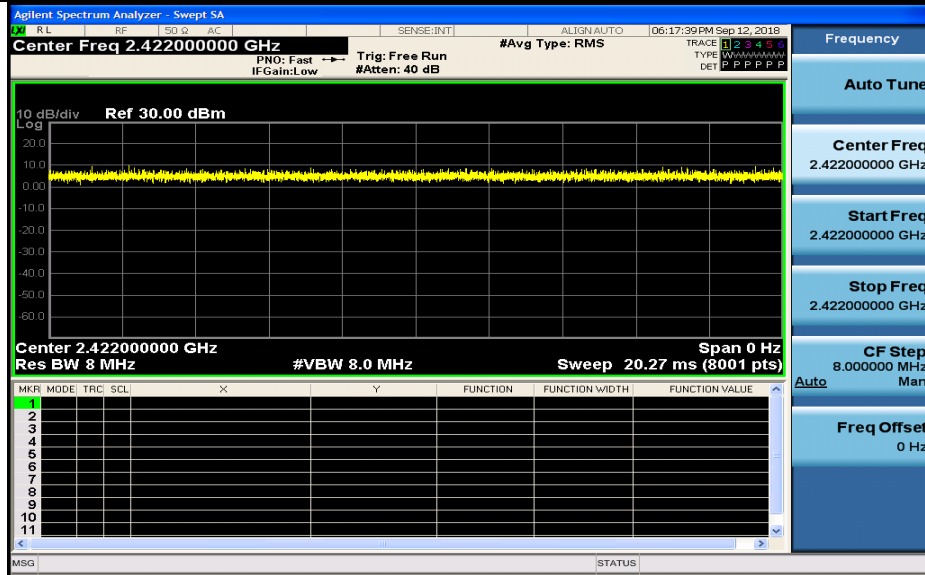 Agilent Spectrum Analyzer - Swept SA
LXI RL RF 50 Ω AC SENSE:INT ALIGN AUTO 06:17:39 PM Sep 12, 2018
Center Freq 2.422000000 GHz #Avg Type: RMS TRACE 1 2 3 4 5 6
PNO: Fast Trig: Free Run TYPE WWWWWW
IFGain:Low #Atten: 40 dB DET P P P P P P
10 dB/div Ref 30.00 dBm
Log
20.0
10.0
0.00
-10.0
-20.0
-30.0
-40.0
-50.0
-60.0
Center 2.422000000 GHz Span 0 Hz
Res BW 8 MHz #VBW 8.0 MHz Sweep 20.27 ms (8001 pts)
MKR MODE TRC SCL X Y FUNCTION FUNCTION WIDTH FUNCTION VALUE
1
2
3
4
5
6
7
8
9
10
11
MSG STATUS
Frequency
Auto Tune
Center Freq
2.422000000 GHz
Start Freq
2.422000000 GHz
Stop Freq
2.422000000 GHz
CF Step
8.000000 MHz
Auto Man
Freq Offset
0 Hz